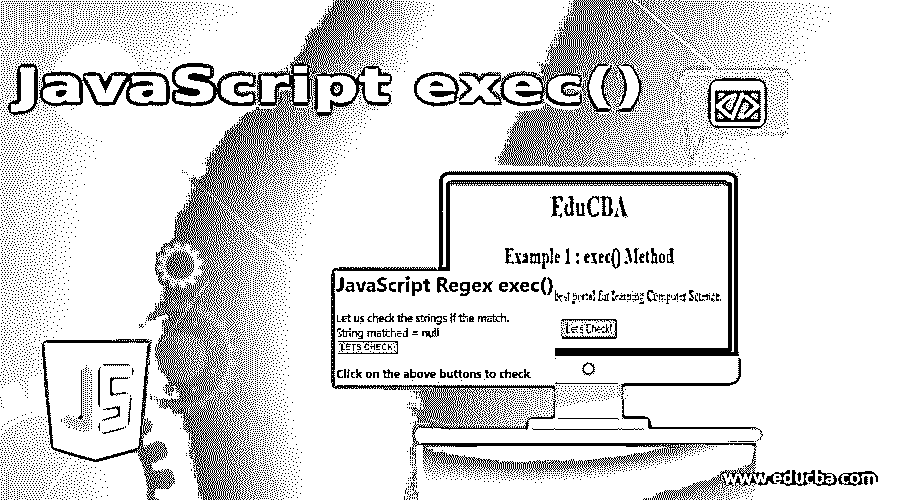 JavaScript exec()
</>
EduCBA
Example 1 : exec() Method
best portal for learning Computer Science.
Lets Check!
JavaScript Regex exec()
Let us check the strings if the match.
String matched = null
LETS CHECK!
Click on the above buttons to check
JS
www.educba.com